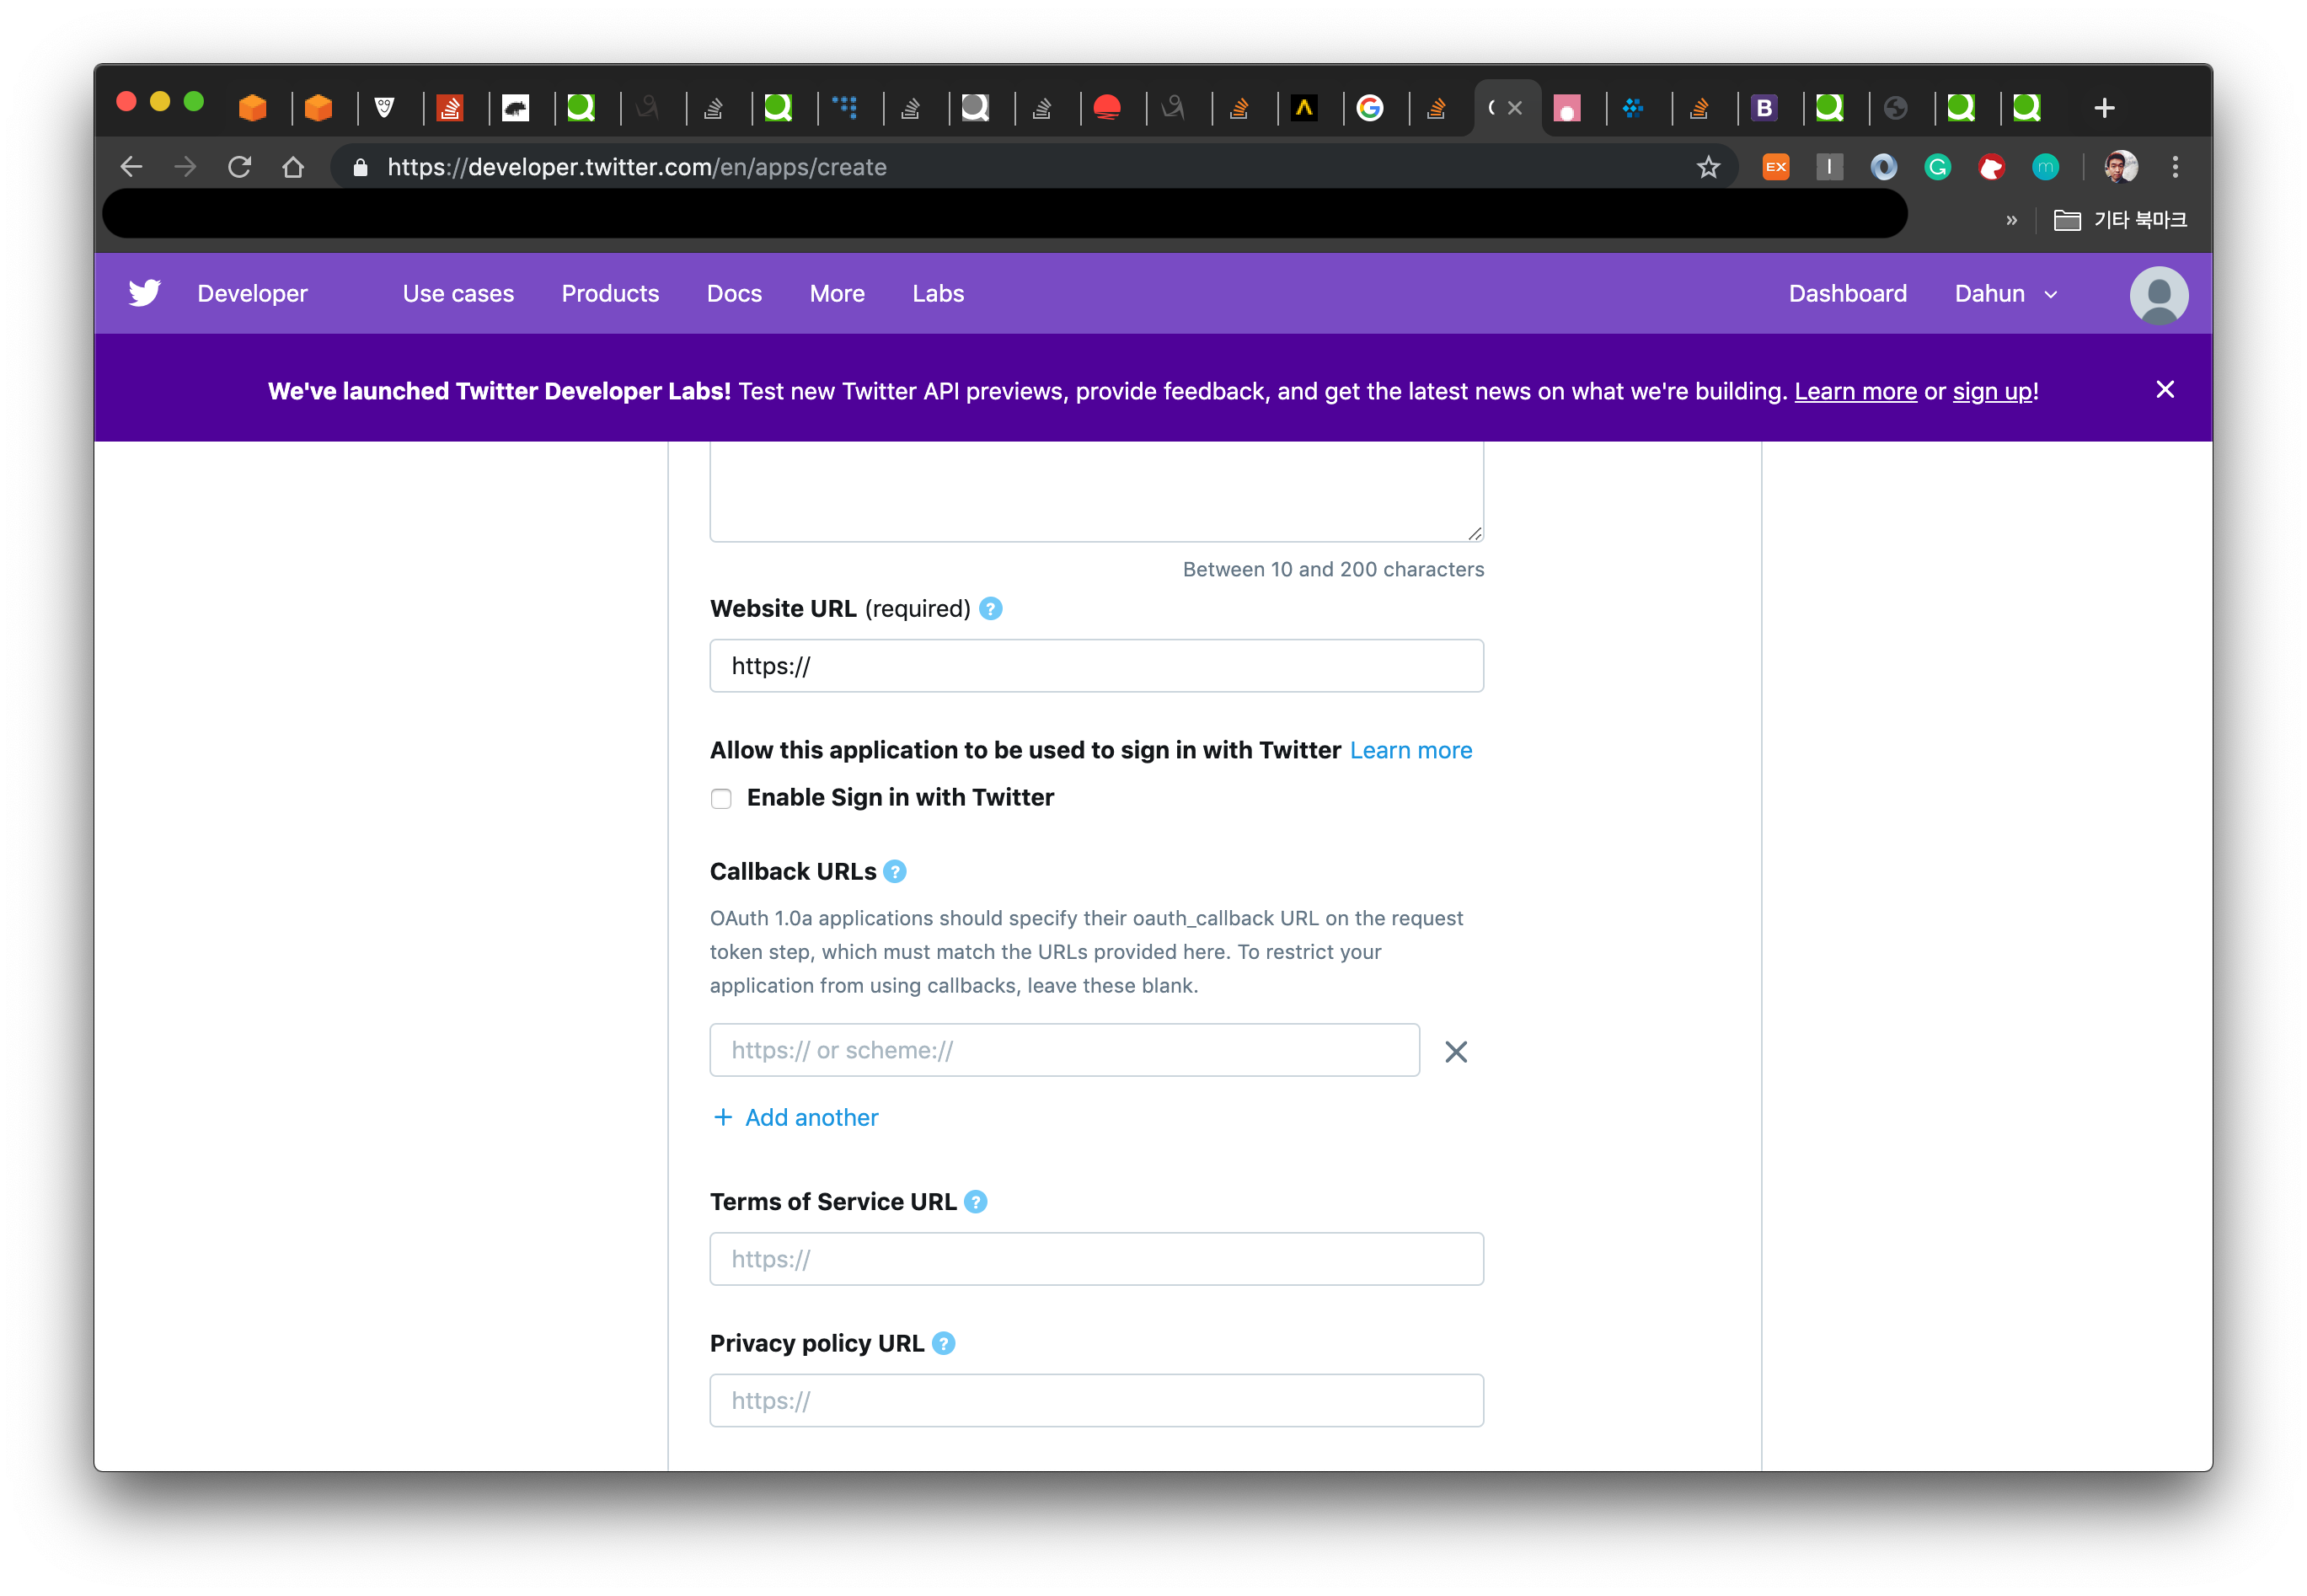 https://developer.twitter.com/en/apps/create
» 기타 북마크
Developer Use cases Products Docs More Labs Dashboard Dahun
We've launched Twitter Developer Labs! Test new Twitter API previews, provide feedback, and get the latest news on what we're building. Learn more or sign up!
Between 10 and 200 characters
Website URL (required) ?
https://
Allow this application to be used to sign in with Twitter Learn more
Enable Sign in with Twitter
Callback URLs ?
OAuth 1.0a applications should specify their oauth_callback URL on the request
token step, which must match the URLs provided here. To restrict your
application from using callbacks, leave these blank.
https:// or scheme://
+ Add another
Terms of Service URL ?
https://
Privacy policy URL ?
https://